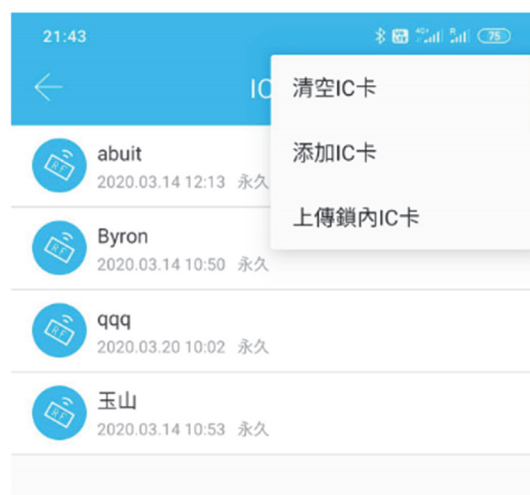 21:43
75
IC
清空IC卡
添加IC卡
上傳鎖內IC卡
abuit
2020.03.14 12:13 永久
Byron
2020.03.14 10:50 永久
qqq
2020.03.20 10:02 永久
玉山
2020.03.14 10:53 永久